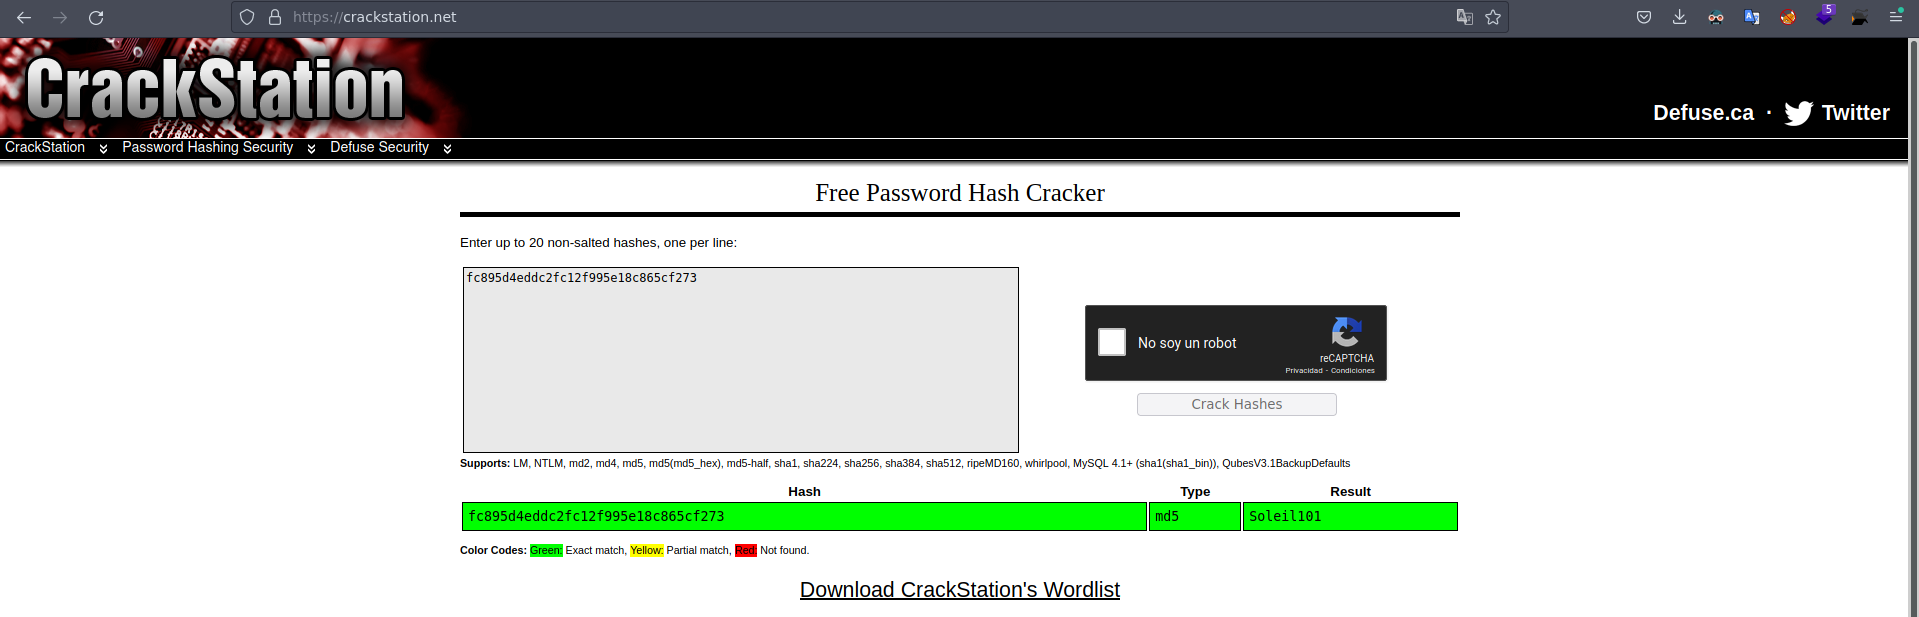 https://crackstation.net
5
CrackStation
Defuse.ca · Twitter
CrackStation Password Hashing Security Defuse Security
Free Password Hash Cracker
Enter up to 20 non-salted hashes, one per line:
fc895d4eddc2fc12f995e18c865cf273
No soy un robot
reCAPTCHA
Privacidad - Condiciones
Crack Hashes
Supports: LM, NTLM, md2, md4, md5, md5(md5_hex), md5-half, sha1, sha224, sha256, sha384, sha512, ripeMD160, whirlpool, MySQL 4.1+ (sha1(sha1_bin)), QubesV3.1BackupDefaults
Hash Type Result
fc895d4eddc2fc12f995e18c865cf273 md5 Soleil101
Color Codes: Green: Exact match, Yellow: Partial match, Red: Not found.
Download CrackStation's Wordlist